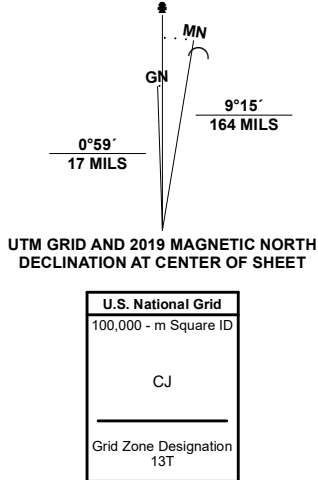 MN
GN
9°15´
164 MILS
0°59´
17 MILS
UTM GRID AND 2019 MAGNETIC NORTH
DECLINATION AT CENTER OF SHEET
U.S. National Grid
100,000 - m Square ID
CJ
Grid Zone Designation
13T